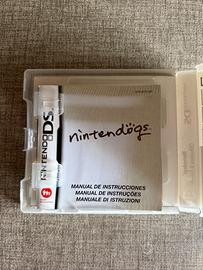 NINTENDO DS
nintendogs
MANUAL DE INSTRUCCIONES
MANUAL DE INSTRUÇÕES
MANUALE DI ISTRUZIONI